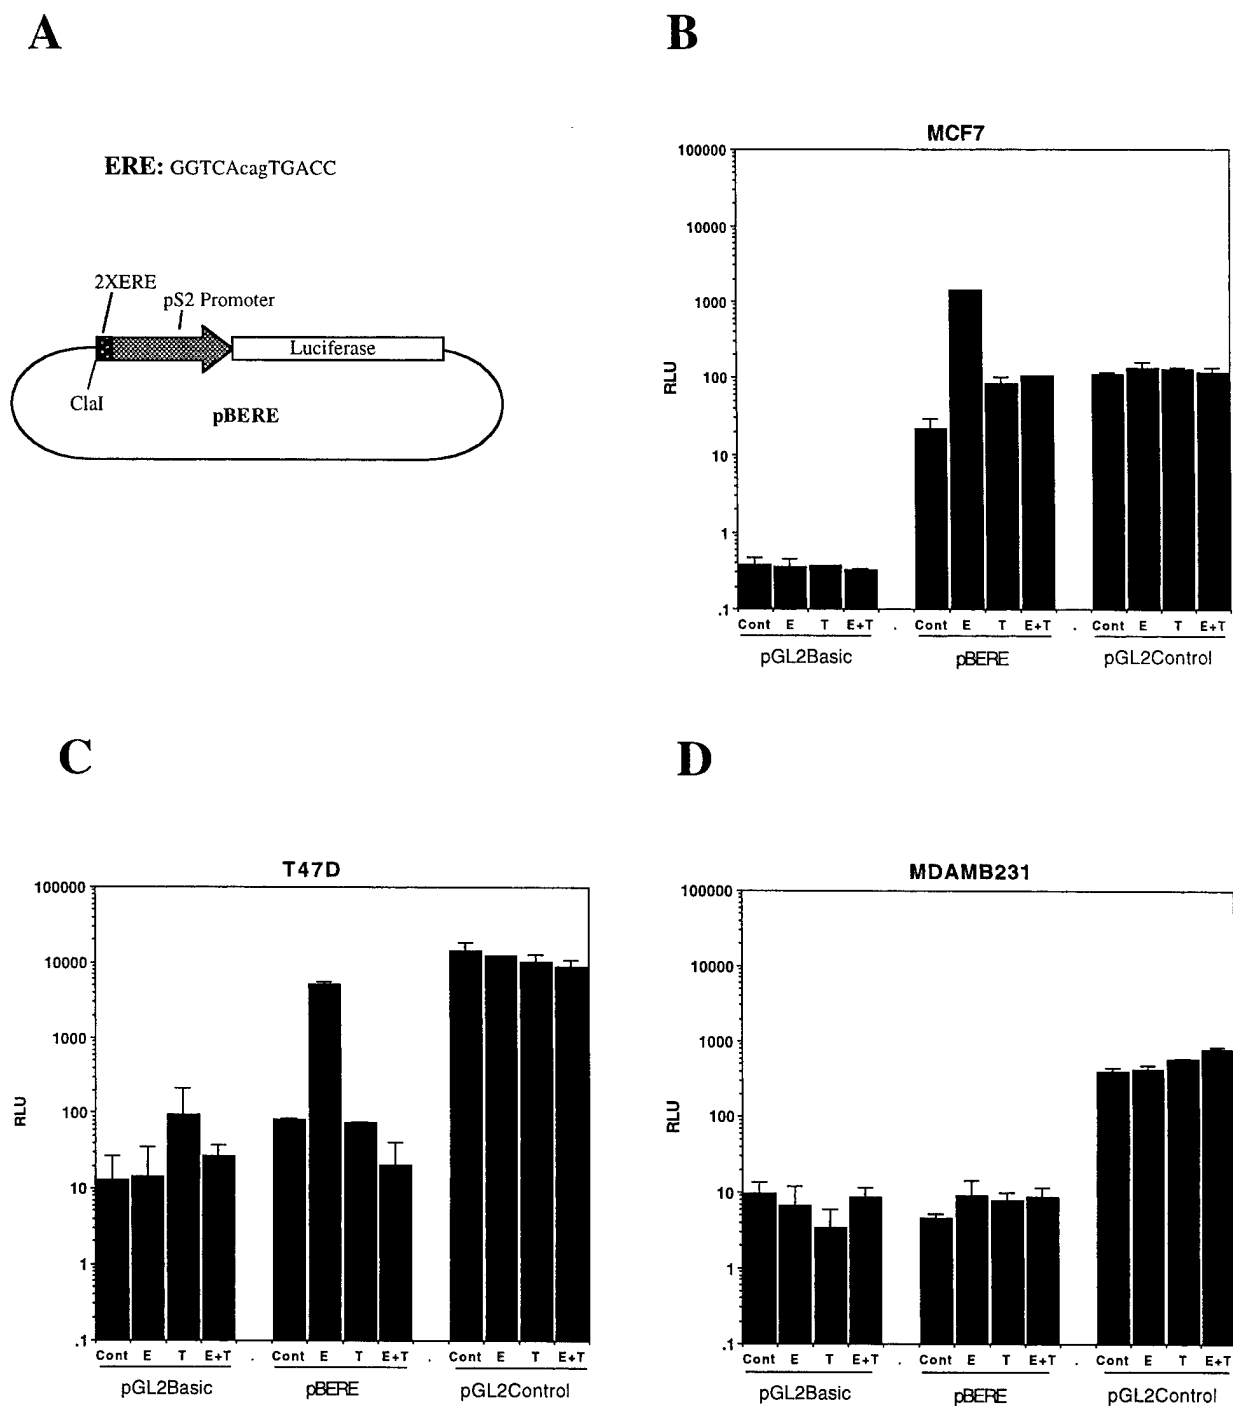 A
ERE: GGTCAcagTGACC
2XERE
pS2 Promoter
Luciferase
ClaI
pBERE
B
MCF7
100000
10000
1000
100
10
1
.1
RLU
Cont E T E+T . Cont E T E+T . Cont E T E+T
pGL2Basic pBERE pGL2Control
C
T47D
100000
10000
1000
100
10
1
.1
RLU
Cont E T E+T . Cont E T E+T . Cont E T E+T
pGL2Basic pBERE pGL2Control
D
MDAMB231
100000
10000
1000
100
10
1
.1
RLU
Cont E T E+T . Cont E T E+T . Cont E T E+T
pGL2Basic pBERE pGL2Control